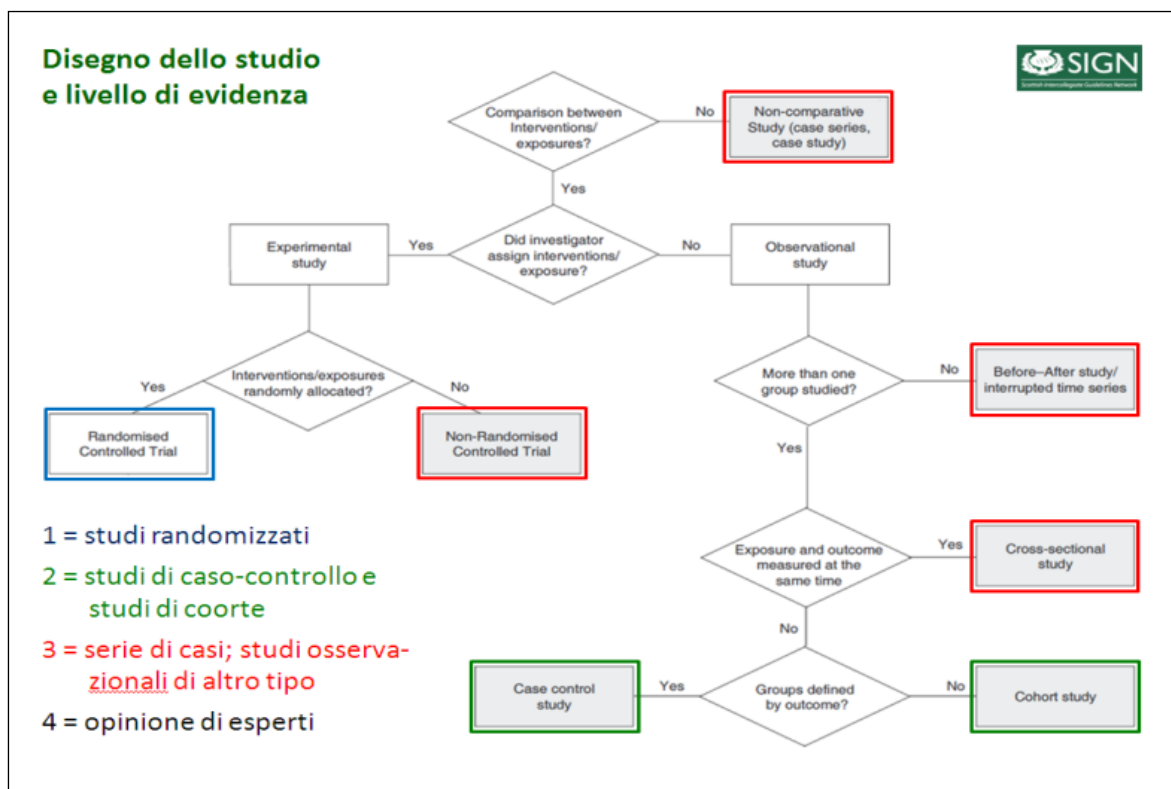 Disegno dello studio
e livello di evidenza
SIGN
Scottish Intercollegiate Guidelines Network
Comparison between
Interventions/
exposures?
No
Non-comparative
Study (case series,
case study)
Yes
Experimental
study
Yes
Did investigator
assign interventions/
exposure?
No
Observational
study
Interventions/exposures
randomly allocated?
Yes
No
Randomised
Controlled Trial
Non-Randomised
Controlled Trial
More than one
group studied?
No
Before–After study/
interrupted time series
Yes
Exposure and outcome
measured at the
same time
Yes
Cross-sectional
study
No
Groups defined
by outcome?
Yes
Case control
study
No
Cohort study
1 = studi randomizzati
2 = studi di caso-controllo e
studi di coorte
3 = serie di casi; studi osserva-
zionali di altro tipo
4 = opinione di esperti